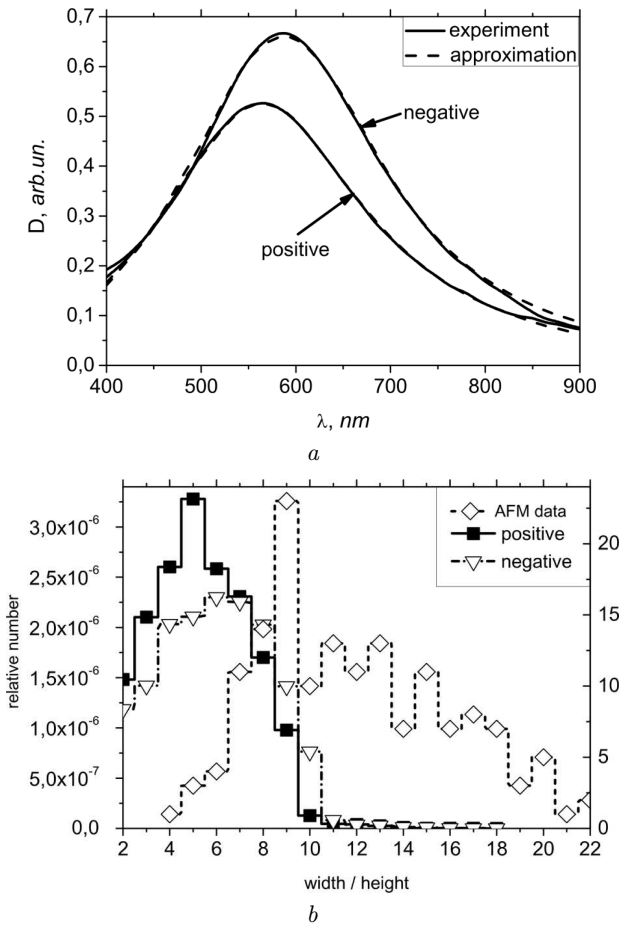 0,7
0,6
0,5
0,4
0,3
0,2
0,1
0,0
D, arb.un.
experiment
approximation
negative
positive
400 500 600 700 800 900
λ, nm
a
3,0x10-6
2,5x10-6
2,0x10-6
1,5x10-6
1,0x10-6
5,0x10-7
0,0
relative number
AFM data
positive
negative
20
15
10
5
0
2 4 6 8 10 12 14 16 18 20 22
width / height
b